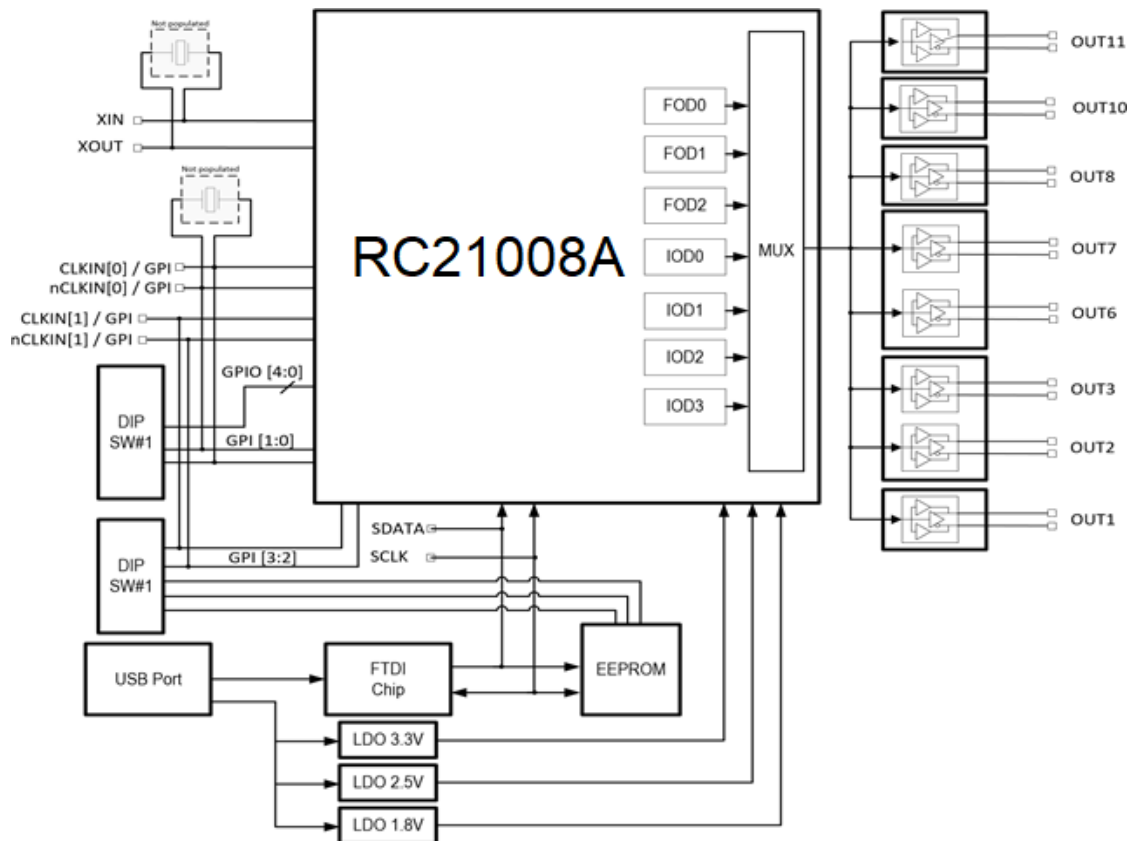 Not populated
XIN
XOUT
Not populated
CLKIN[0] / GPI
nCLKIN[0] / GPI
CLKIN[1] / GPI
nCLKIN[1] / GPI
GPIO [4:0]
DIP
SW#1
GPI [1:0]
DIP
SW#1
GPI [3:2]
SDATA
SCLK
RC21008A
FOD0
FOD1
FOD2
IOD0
IOD1
IOD2
IOD3
MUX
OUT11
OUT10
OUT8
OUT7
OUT6
OUT3
OUT2
OUT1
USB Port
FTDI
Chip
EEPROM
LDO 3.3V
LDO 2.5V
LDO 1.8V